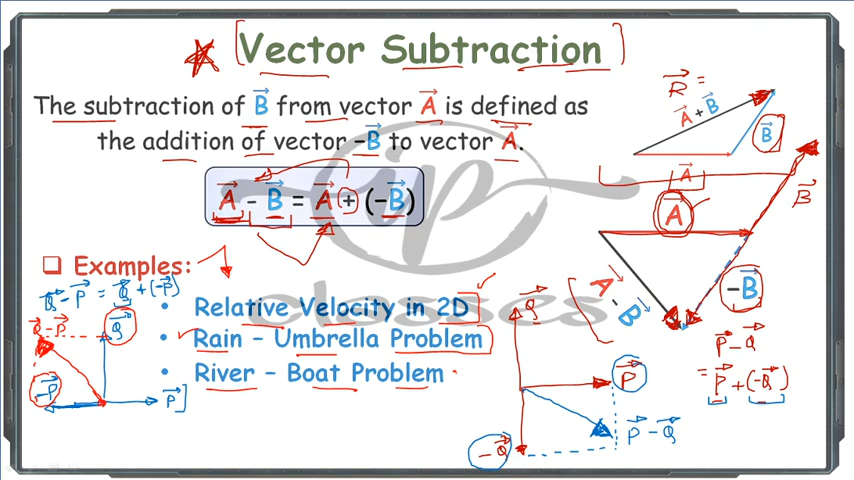 Vector Subtraction
The subtraction of B⃗ from vector A⃗ is defined as
the addition of vector −B⃗ to vector A⃗.
A⃗ - B⃗ = A⃗ + (-B⃗)
R⃗ =
A⃗ + B⃗
B⃗
A⃗
A⃗
B⃗
-B⃗
A⃗ - B⃗
Examples:
Relative Velocity in 2D
Rain – Umbrella Problem
River – Boat Problem
Q⃗ - P⃗ = Q⃗ + (-P⃗)
Q⃗ - P⃗
Q⃗
-P⃗
P⃗
Q⃗
P⃗
P⃗ - Q⃗
-Q⃗
P⃗ - Q⃗
= P⃗ + (-Q⃗)
classes